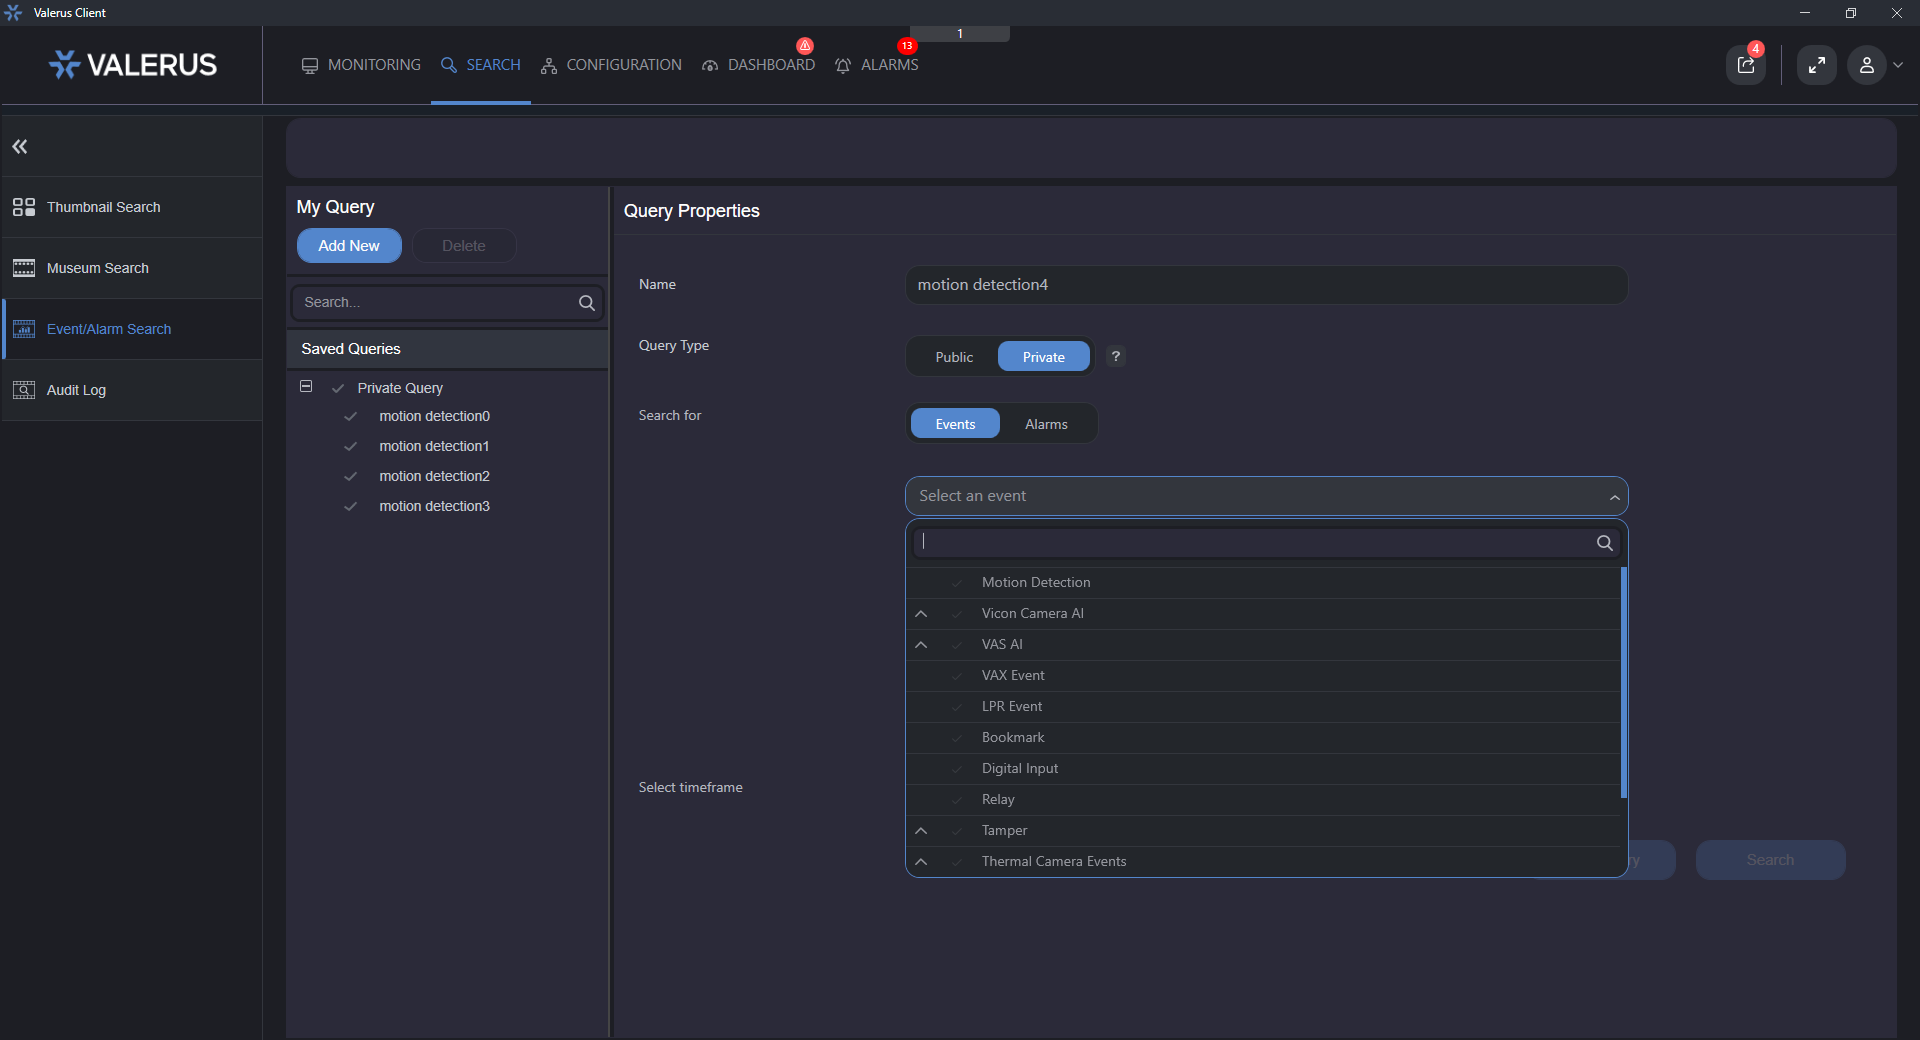 Valerus Client
VALERUS
MONITORING
SEARCH
CONFIGURATION
DASHBOARD
ALARMS
13
1
4
Thumbnail Search
Museum Search
Event/Alarm Search
Audit Log
My Query
Add New
Delete
Search...
Saved Queries
Private Query
motion detection0
motion detection1
motion detection2
motion detection3
Query Properties
Name
motion detection4
Query Type
Public
Private
?
Search for
Events
Alarms
Select an event
Motion Detection
Vicon Camera AI
VAS AI
VAX Event
LPR Event
Bookmark
Digital Input
Relay
Tamper
Thermal Camera Events
Select timeframe
Search